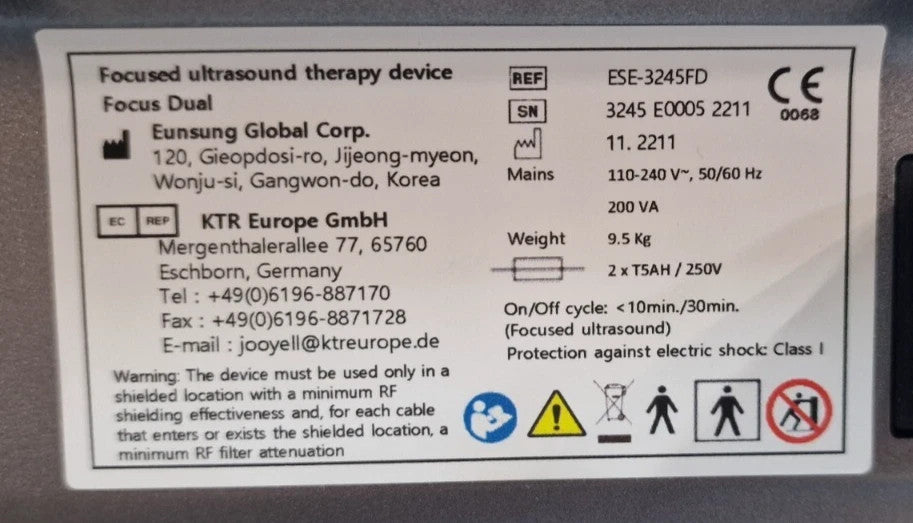 Focused ultrasound therapy device
Focus Dual
Eunsung Global Corp.
120, Gieopdosi-ro, Jijeong-myeon,
Wonju-si, Gangwon-do, Korea
EC REP KTR Europe GmbH
Mergenthalerallee 77, 65760
Eschborn, Germany
Tel : +49(0)6196-887170
Fax : +49(0)6196-8871728
E-mail : jooyell@ktreurope.de
Warning: The device must be used only in a
shielded location with a minimum RF
shielding effectiveness and, for each cable
that enters or exists the shielded location, a
minimum RF filter attenuation
REF ESE-3245FD
SN 3245 E0005 2211
11. 2211
Mains 110-240 V~, 50/60 Hz
200 VA
Weight 9.5 Kg
2 x T5AH / 250V
On/Off cycle: <10min./30min.
(Focused ultrasound)
Protection against electric shock: Class I
CE
0068